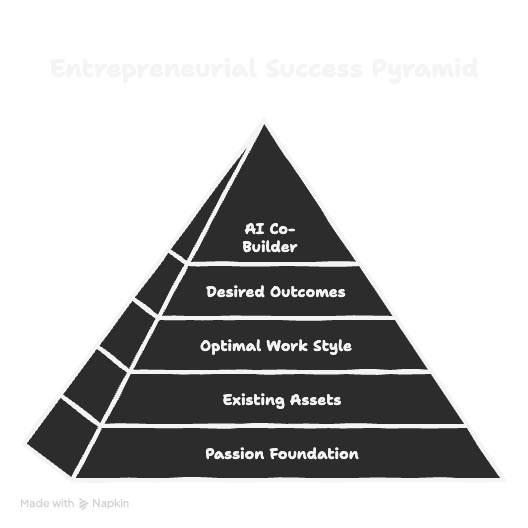 Entrepreneurial Success Pyramid
AI Co-
Builder
Desired Outcomes
Optimal Work Style
Existing Assets
Passion Foundation
Made with Napkin